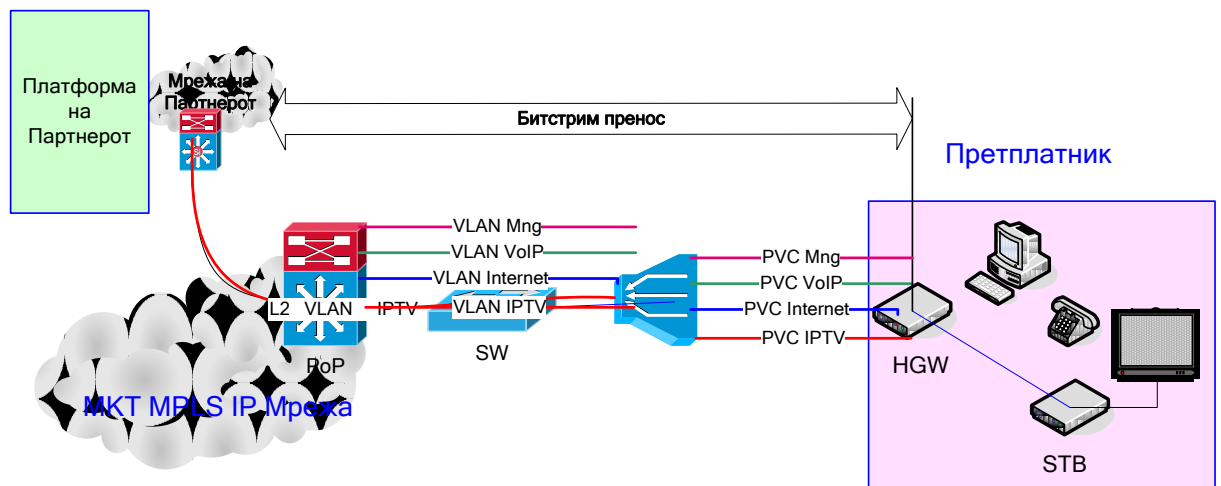 Платформа
на
Партнерот
Мрежа на
Партнерот
Битстрим пренос
Претплатник
VLAN Mng
VLAN VoIP
VLAN Internet
L2 VLAN IPTV
VLAN IPTV
PVC Mng
PVC VoIP
PVC Internet
PVC IPTV
SW
PoP
HGW
МКТ MPLS IP Мрежа
STB